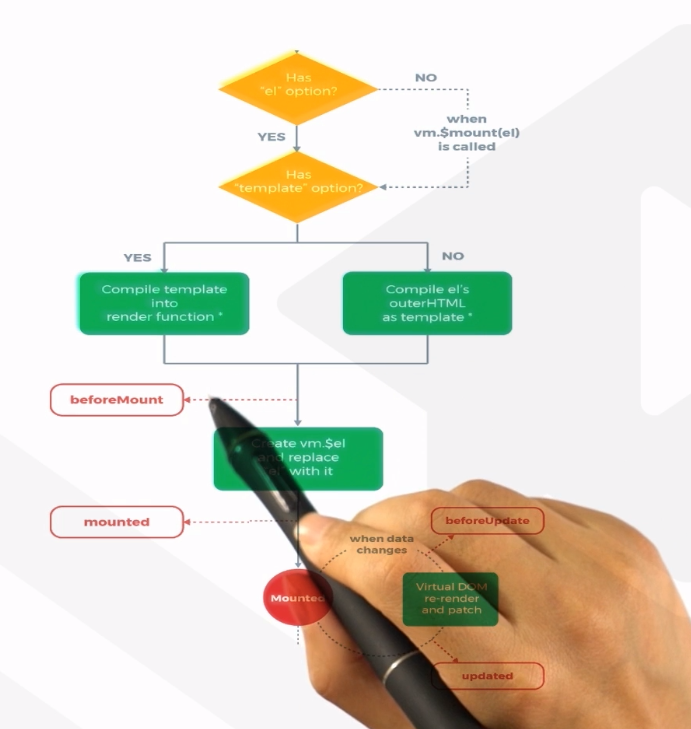 Has
"el" option?
NO
when
vm.$mount(el)
is called
YES
Has
"template" option?
YES
NO
Compile template
into
render function *
Compile el's
outerHTML
as template *
beforeMount
Create vm.$el
and replace
"el" with it
mounted
when data
changes
beforeUpdate
Mounted
Virtual DOM
re-render
and patch
updated